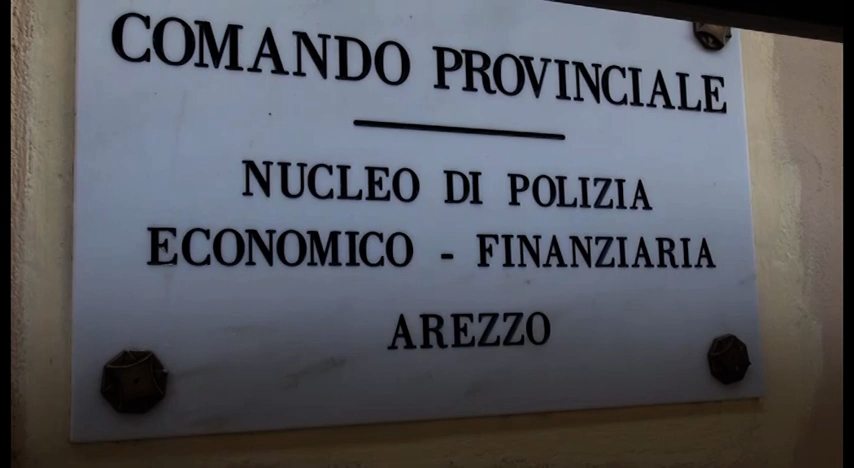 COMANDO PROVINCIALE
NUCLEO DI POLIZIA
ECONOMICO - FINANZIARIA
AREZZO